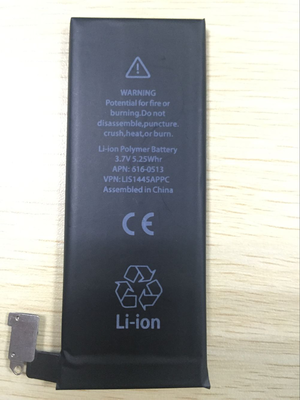 WARNING
Potential for fire or
burning.Do not
disassemble,puncture.
crush,heat,or burn.
Li-ion Polymer Battery
3.7V 5.25Whr
APN: 616-0513
VPN:LIS1445APPC
Assembled in China
CE
Li-ion